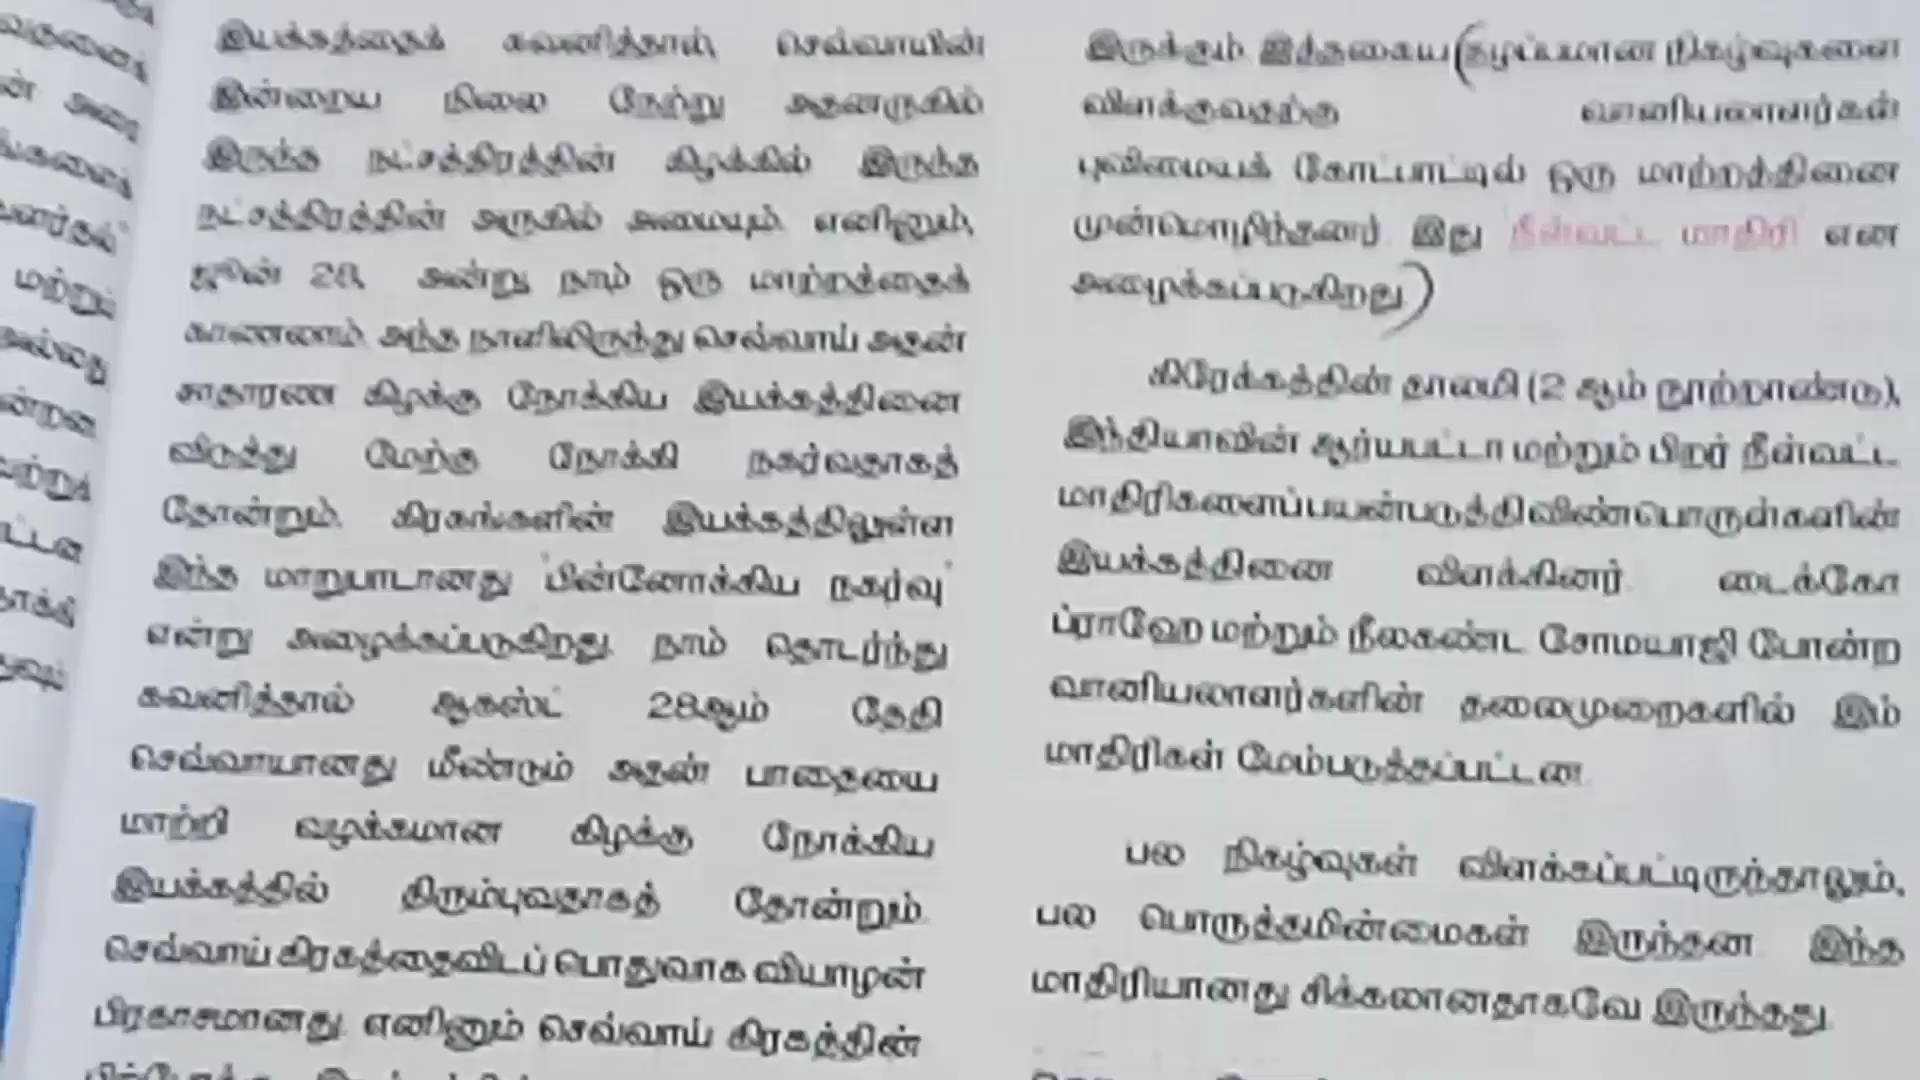 இயக்கத்தைக் கவனித்தால், செவ்வாயின்
இன்றைய நிலை நேற்று அதனருகில்
இருந்த நட்சத்திரத்தின் கிழக்கில் இருந்த
நட்சத்திரத்தின் அருகில் அமையும். எனினும்,
ஜூன் 28, அன்று நாம் ஒரு மாற்றத்தைக்
காணலாம். அந்த நாளிலிருந்து செவ்வாய் அதன்
சாதாரண கிழக்கு நோக்கிய இயக்கத்தினை
விடுத்து மேற்கு நோக்கி நகர்வதாகத்
தோன்றும். கிரகங்களின் இயக்கத்திலுள்ள
இந்த மாறுபாடானது 'பின்னோக்கிய நகர்வு'
என்று அழைக்கப்படுகிறது. நாம் தொடர்ந்து
கவனித்தால் ஆகஸ்ட் 28ஆம் தேதி
செவ்வாயானது மீண்டும் அதன் பாதையை
மாற்றி வழக்கமான கிழக்கு நோக்கிய
இயக்கத்தில் திரும்புவதாகத் தோன்றும்.
செவ்வாய் கிரகத்தைவிடப் பொதுவாக வியாழன்
பிரகாசமானது. எனினும் செவ்வாய் கிரகத்தின்
இருக்கும் இத்தகைய குழப்பமான நிகழ்வுகளை
விளக்குவதற்கு வானியலாளர்கள்
புவிமையக் கோட்பாட்டில் ஒரு மாற்றத்தினை
முன்மொழிந்தனர். இது 'நீள்வட்ட மாதிரி' என
அழைக்கப்படுகிறது.
கிரேக்கத்தின் தாலமி (2 ஆம் நூற்றாண்டு),
இந்தியாவின் ஆர்யபட்டா மற்றும் பிறர் நீள்வட்ட
மாதிரிகளைப் பயன்படுத்தி விண்பொருள்களின்
இயக்கத்தினை விளக்கினர். டைக்கோ
ப்ராஹே மற்றும் நீலகண்ட சோமயாஜி போன்ற
வானியலாளர்களின் தலைமுறைகளில் இம்
மாதிரிகள் மேம்படுத்தப்பட்டன.
பல நிகழ்வுகள் விளக்கப்பட்டிருந்தாலும்,
பல பொருத்தமின்மைகள் இருந்தன. இந்த
மாதிரியானது சிக்கலானதாகவே இருந்தது.